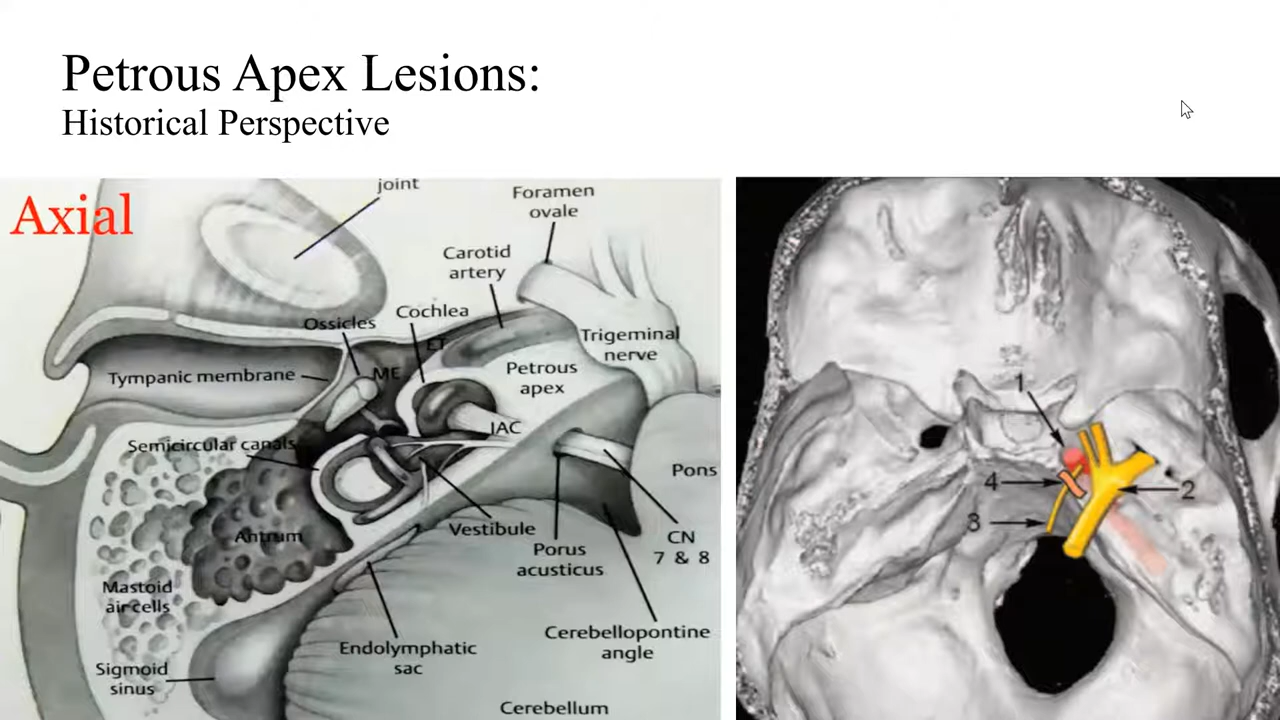 Petrous Apex Lesions:
Historical Perspective
Axial
joint
Foramen
ovale
Carotid
artery
Cochlea
Ossicles
ET
Trigeminal
nerve
Tympanic membrane
ME
Petrous
apex
IAC
Semicircular canals
Pons
Vestibule
Antrum
Porus
acusticus
CN
7 & 8
Mastoid
air cells
Endolymphatic
sac
Cerebellopontine
angle
Sigmoid
sinus
Cerebellum
1
4
2
3